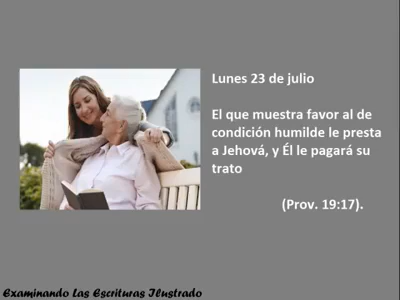 Lunes 23 de julio
El que muestra favor al de
condición humilde le presta
a Jehová, y Él le pagará su
trato
(Prov. 19:17).
Examinando Las Escrituras Ilustrado